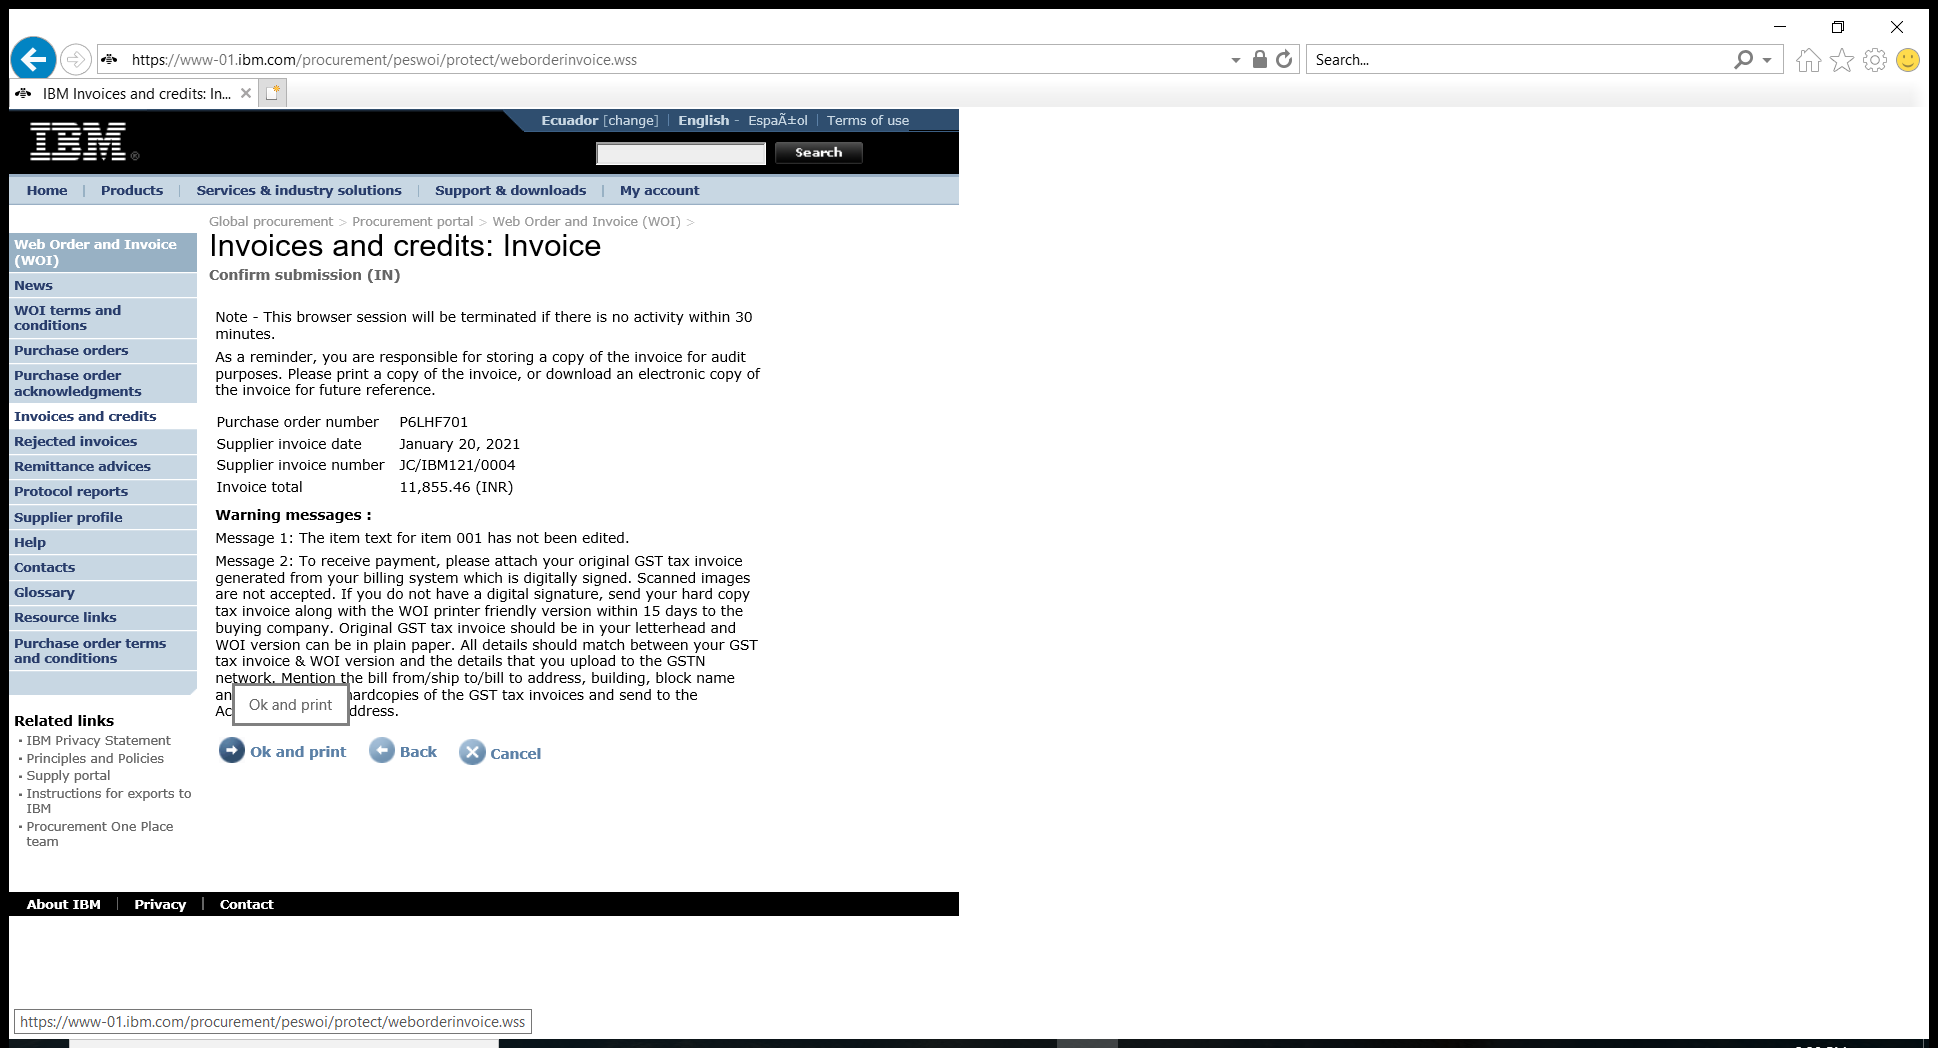 https://www-01.ibm.com/procurement/peswoi/protect/weborderinvoice.wss
Search...
IBM Invoices and credits: In...
IBM ®
Ecuador [change] | English - EspaÃ±ol | Terms of use
Search
Home | Products | Services & industry solutions | Support & downloads | My account
Global procurement > Procurement portal > Web Order and Invoice (WOI) >
Invoices and credits: Invoice
Confirm submission (IN)
Web Order and Invoice
(WOI)
News
WOI terms and
conditions
Purchase orders
Purchase order
acknowledgments
Invoices and credits
Rejected invoices
Remittance advices
Protocol reports
Supplier profile
Help
Contacts
Glossary
Resource links
Purchase order terms
and conditions
Related links
IBM Privacy Statement
Principles and Policies
Supply portal
Instructions for exports to
IBM
Procurement One Place
team
Note - This browser session will be terminated if there is no activity within 30
minutes.
As a reminder, you are responsible for storing a copy of the invoice for audit
purposes. Please print a copy of the invoice, or download an electronic copy of
the invoice for future reference.
Purchase order number P6LHF701
Supplier invoice date January 20, 2021
Supplier invoice number JC/IBM121/0004
Invoice total 11,855.46 (INR)
Warning messages :
Message 1: The item text for item 001 has not been edited.
Message 2: To receive payment, please attach your original GST tax invoice
generated from your billing system which is digitally signed. Scanned images
are not accepted. If you do not have a digital signature, send your hard copy
tax invoice along with the WOI printer friendly version within 15 days to the
buying company. Original GST tax invoice should be in your letterhead and
WOI version can be in plain paper. All details should match between your GST
tax invoice & WOI version and the details that you upload to the GSTN
network. Mention the bill from/ship to/bill to address, building, block name
hardcopies of the GST tax invoices and send to the
Ok and print
Ok and print Back Cancel
About IBM | Privacy | Contact
https://www-01.ibm.com/procurement/peswoi/protect/weborderinvoice.wss